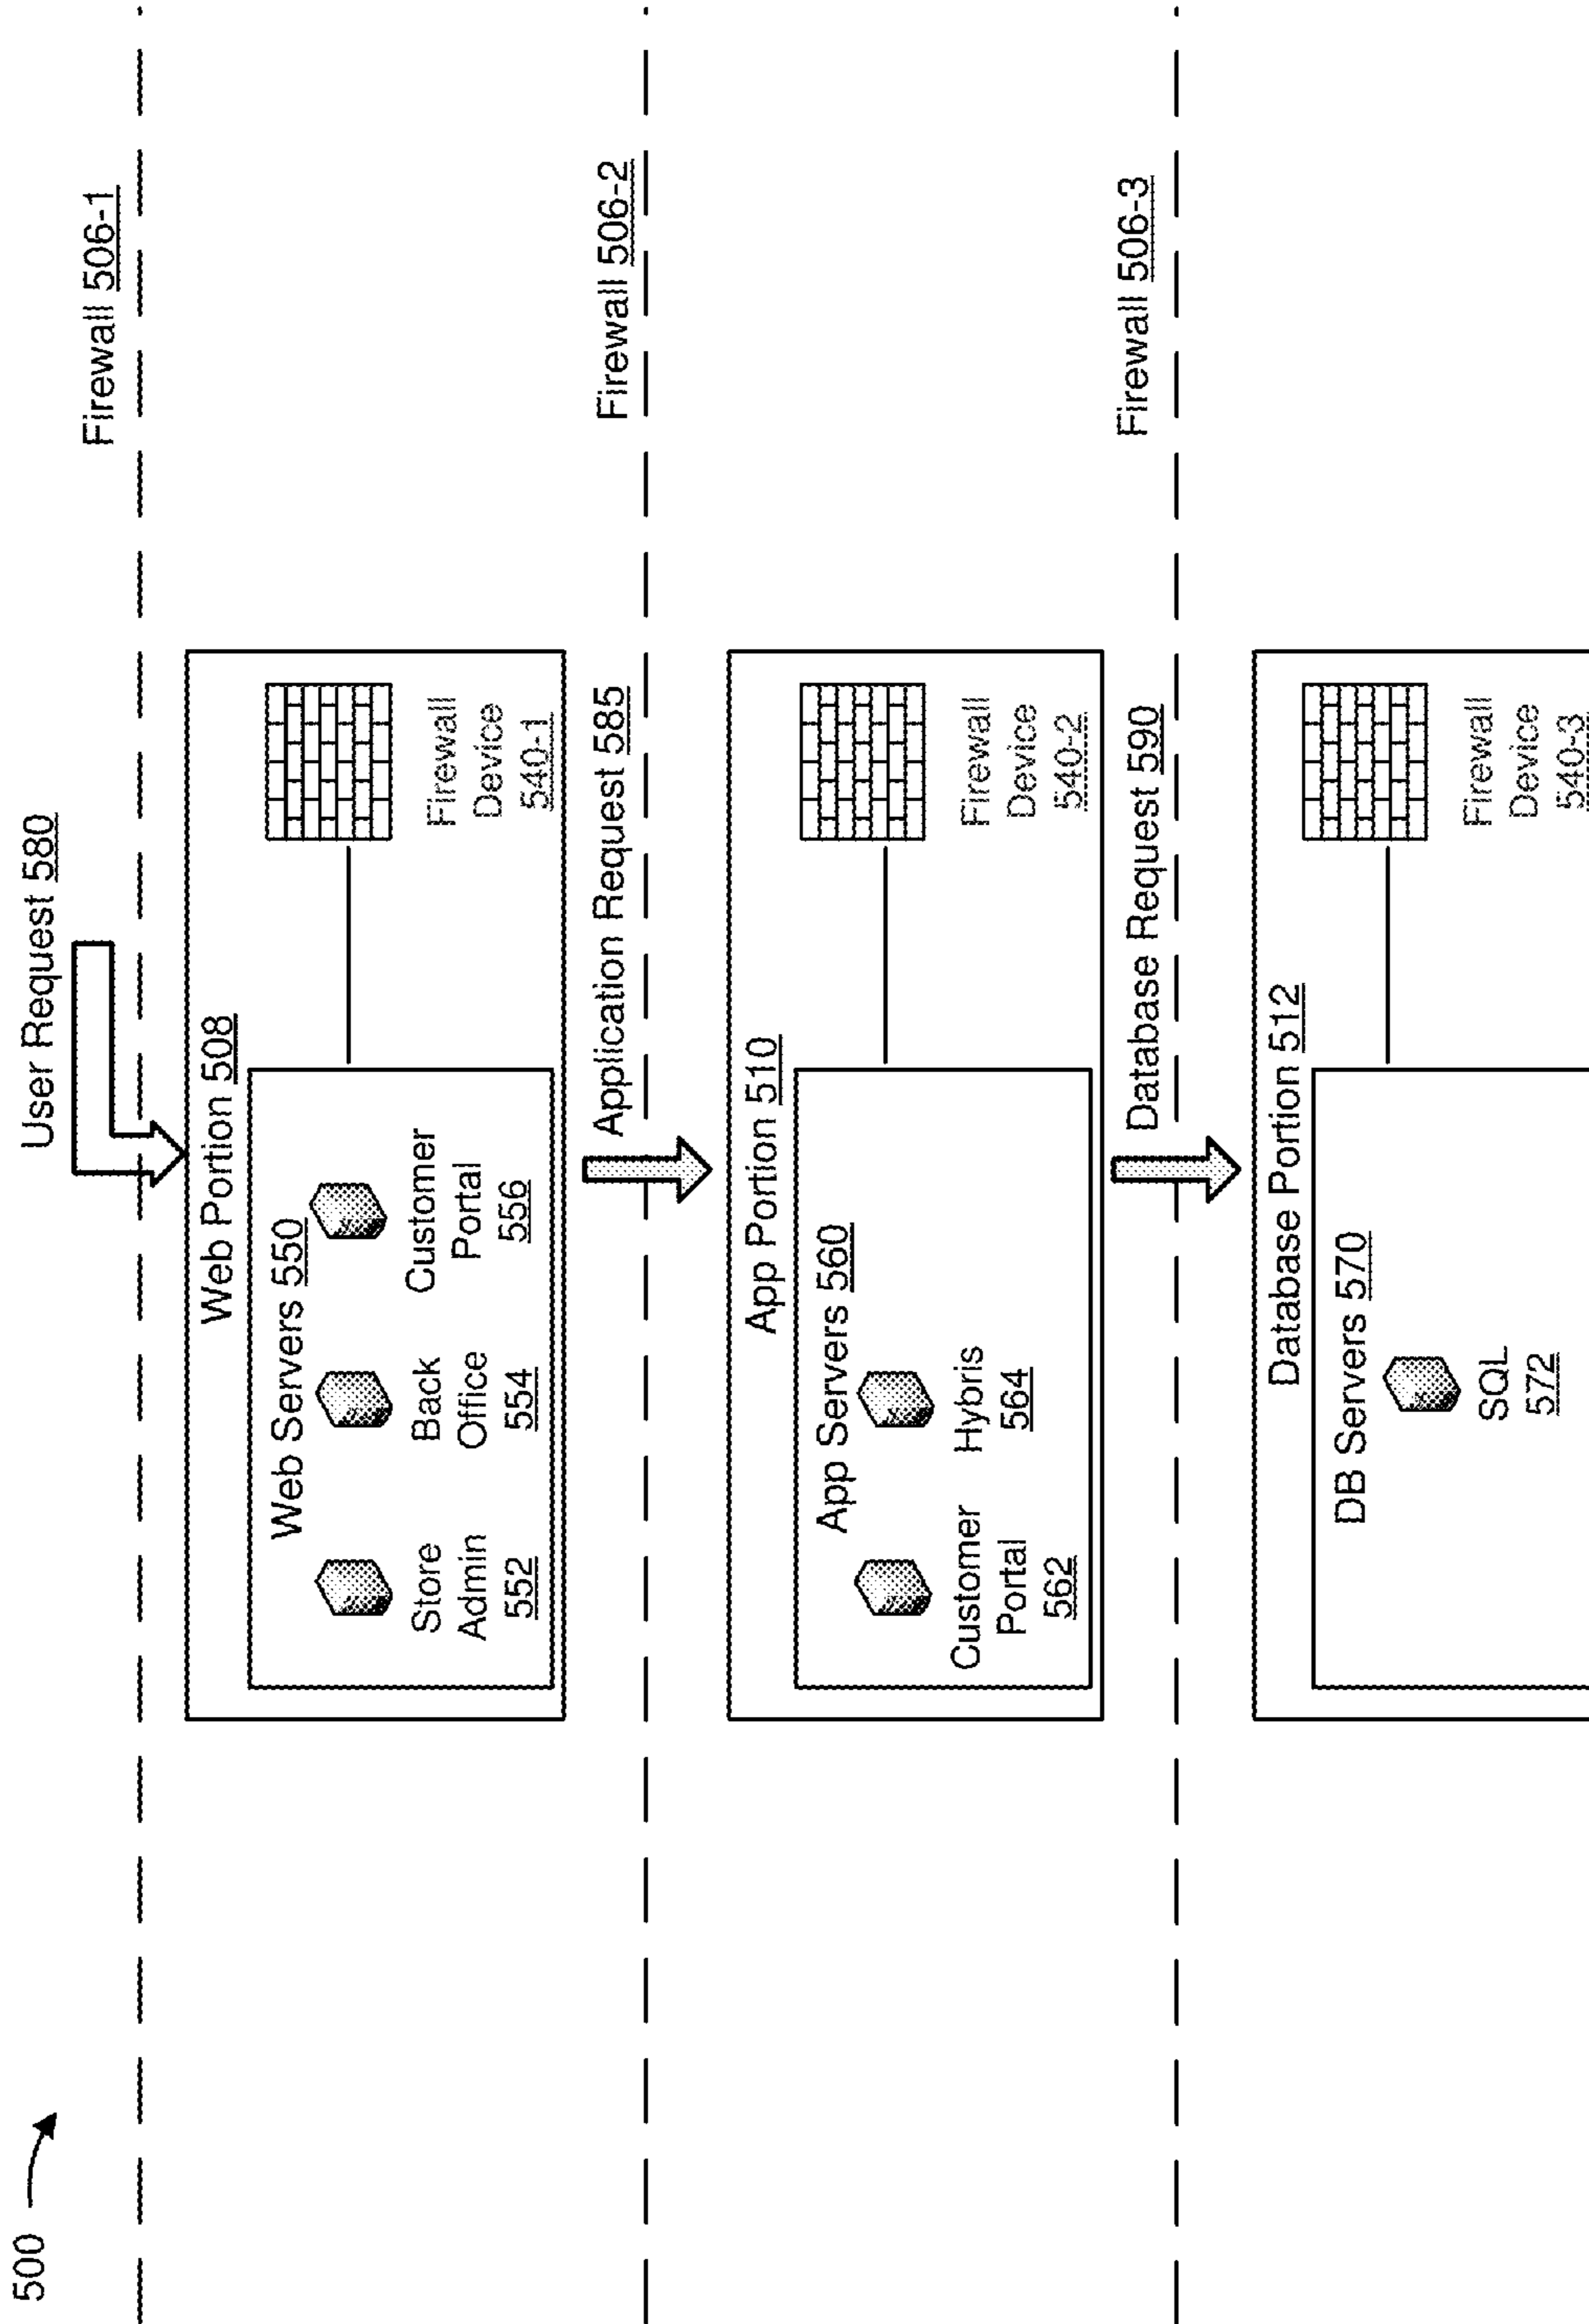 500
User Request 580
Firewall 506-1
Web Portion 508
Web Servers 550
Store
Admin
552
Back
Office
554
Customer
Portal
556
Firewall
Device
540-1
Application Request 585
Firewall 506-2
App Portion 510
App Servers 560
Customer
Portal
562
Hybris
564
Firewall
Device
540-2
Database Request 590
Firewall 506-3
Database Portion 512
DB Servers 570
SQL
572
Firewall
Device
540-3